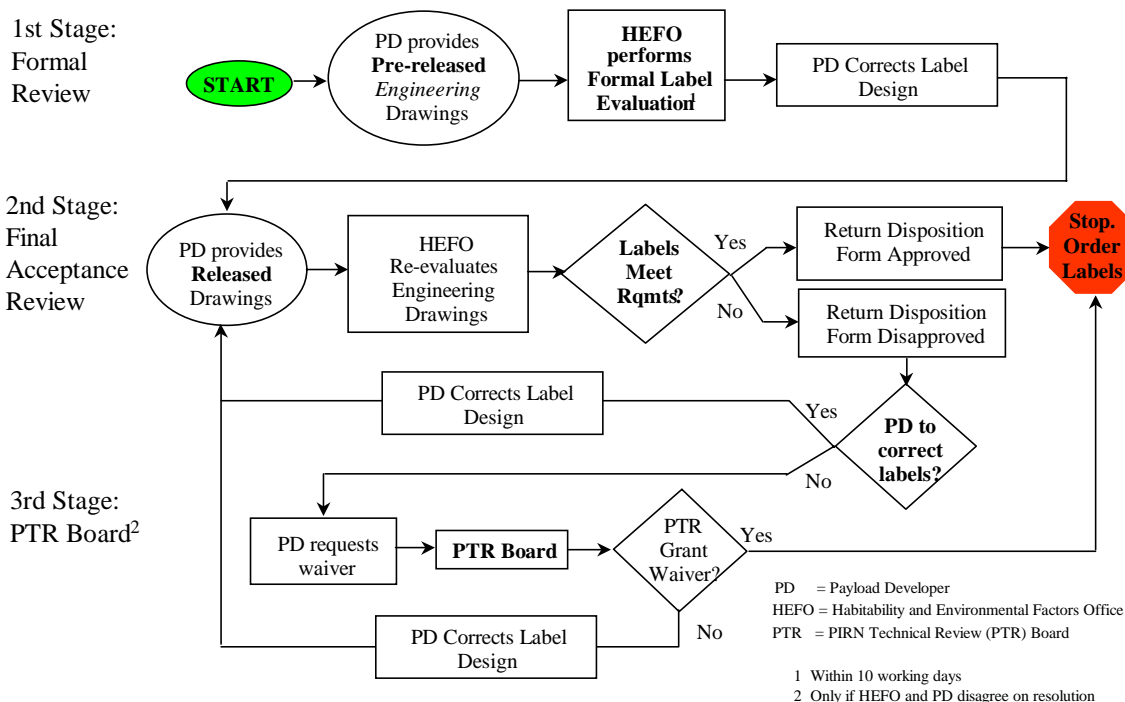 1st Stage:
Formal
Review
START
PD provides
Pre-released
Engineering
Drawings
HEFO
performs
Formal Label
Evaluation1
PD Corrects Label
Design
2nd Stage:
Final
Acceptance
Review
PD provides
Released
Drawings
HEFO
Re-evaluates
Engineering
Drawings
Labels
Meet
Rqmts?
Yes
No
Return Disposition
Form Approved
Return Disposition
Form Disapproved
Stop.
Order
Labels
PD Corrects Label
Design
Yes
PD to
correct
labels?
No
3rd Stage:
PTR Board2
PD requests
waiver
PTR Board
PTR
Grant
Waiver?
Yes
No
PD Corrects Label
Design
PD = Payload Developer
HEFO = Habitability and Environmental Factors Office
PTR = PIRN Technical Review (PTR) Board
1 Within 10 working days
2 Only if HEFO and PD disagree on resolution